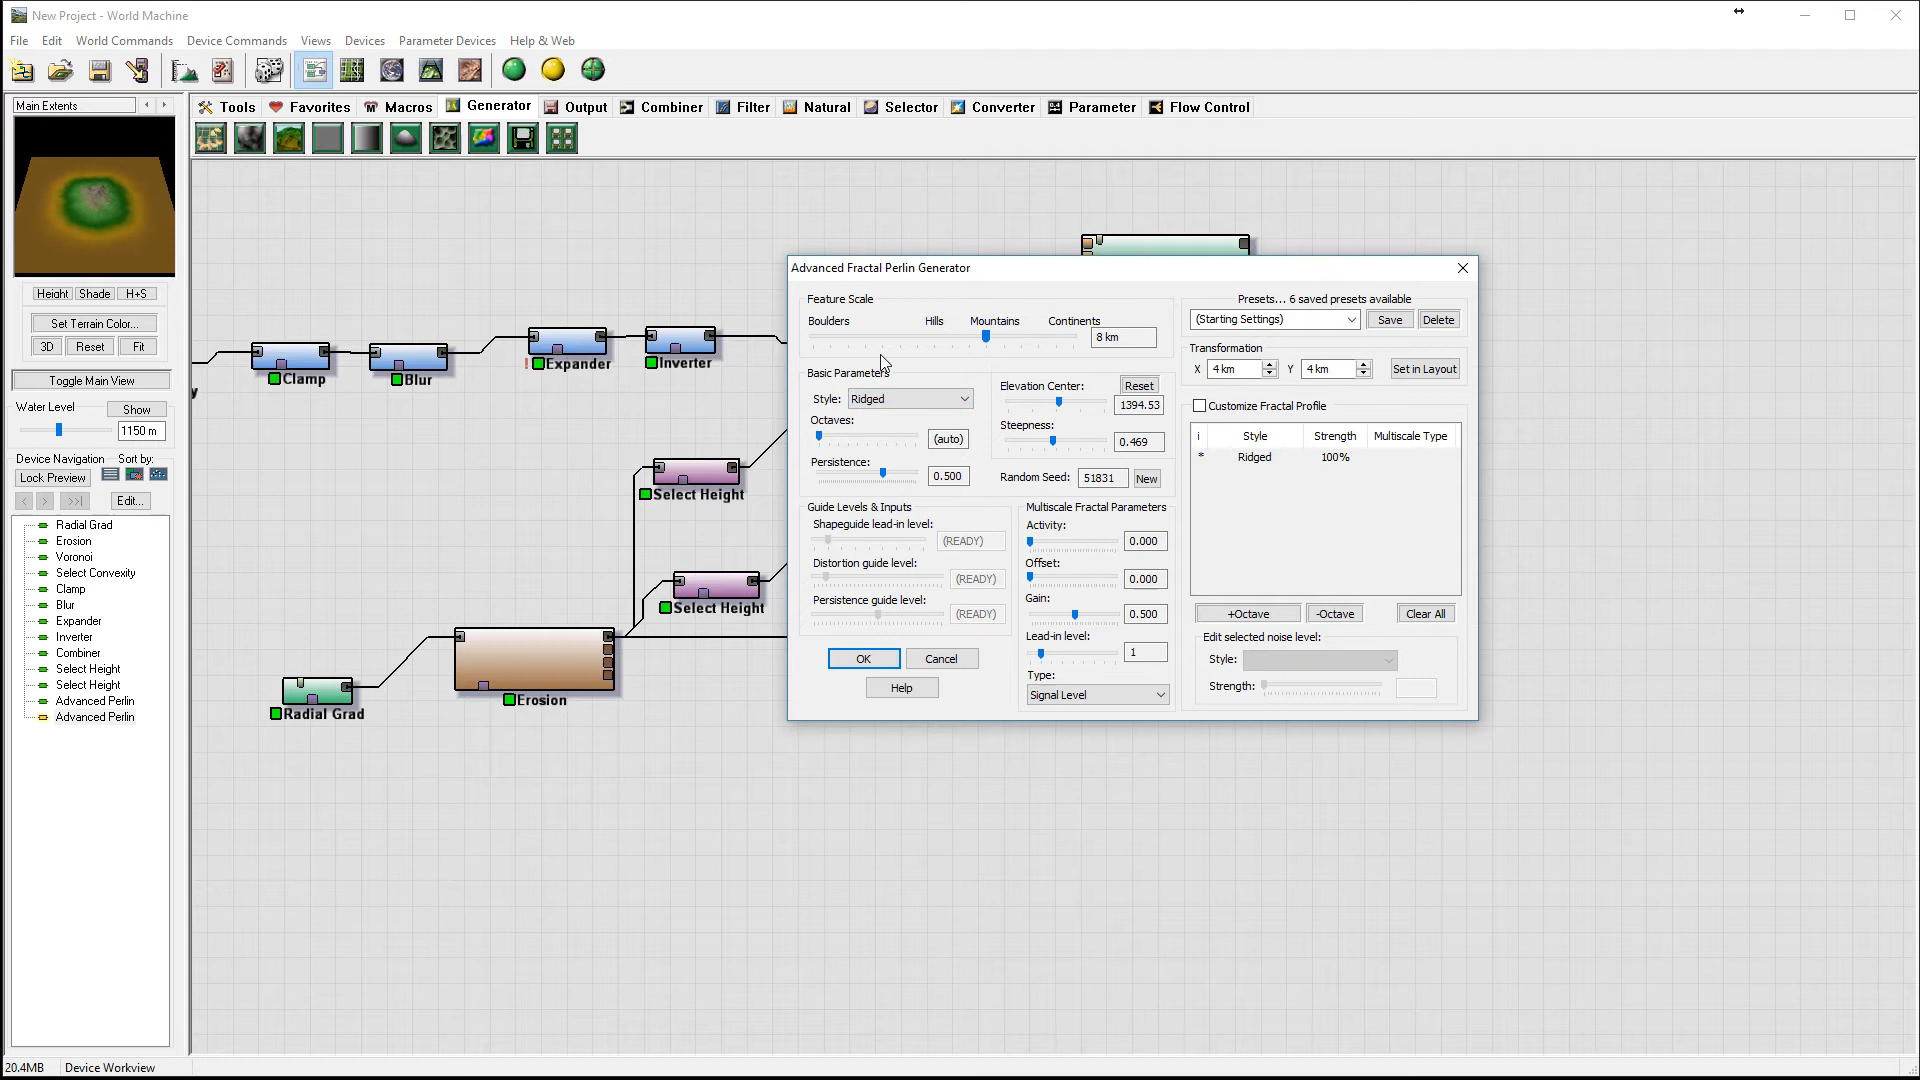 New Project - World Machine
File Edit World Commands Device Commands Views Devices Parameter Devices Help & Web
Main Extents
Tools Favorites Macros Generator Output Combiner Filter Natural Selector Converter Parameter Flow Control
Height Shade H+S
Set Terrain Color...
3D Reset Fit
Toggle Main View
Water Level Show
1150 m
Device Navigation Sort by:
Lock Preview
< > >>| Edit...
Radial Grad
Erosion
Voronoi
Select Convexity
Clamp
Blur
Expander
Inverter
Combiner
Select Height
Select Height
Advanced Perlin
Advanced Perlin
y
Clamp
Blur
! Expander
Inverter
Select Height
Select Height
Erosion
Radial Grad
Advanced Fractal Perlin Generator
Feature Scale
Boulders Hills Mountains Continents
8 km
Basic Parameters
Style: Ridged
Octaves:
(auto)
Persistence:
0.500
Elevation Center: Reset
1394.53
Steepness:
0.469
Random Seed: 51831 New
Guide Levels & Inputs
Shapeguide lead-in level:
(READY)
Distortion guide level:
(READY)
Persistence guide level:
(READY)
OK Cancel
Help
Multiscale Fractal Parameters
Activity:
0.000
Offset:
0.000
Gain:
0.500
Lead-in level:
1
Type:
Signal Level
Presets... 6 saved presets available
(Starting Settings) Save Delete
Transformation
X 4 km Y 4 km Set in Layout
Customize Fractal Profile
i Style Strength Multiscale Type
* Ridged 100%
+Octave -Octave Clear All
Edit selected noise level:
Style:
Strength:
20.4MB Device Workview